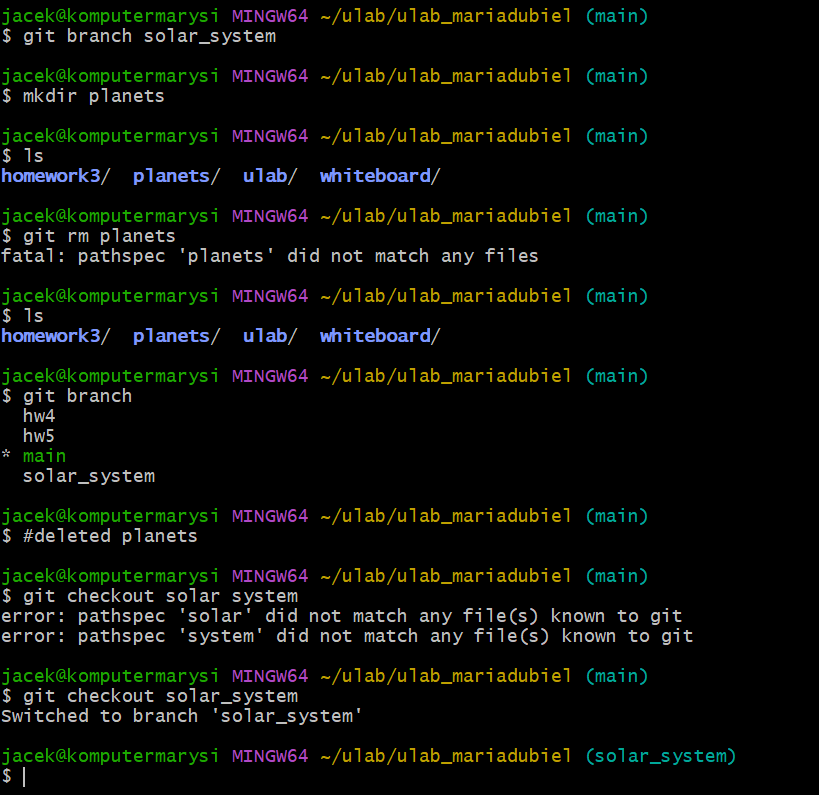 jacek@komputermarysi MINGW64 ~/ulab/ulab_mariadubiel (main)
$ git branch solar_system
jacek@komputermarysi MINGW64 ~/ulab/ulab_mariadubiel (main)
$ mkdir planets
jacek@komputermarysi MINGW64 ~/ulab/ulab_mariadubiel (main)
$ ls
homework3/  planets/  ulab/  whiteboard/
jacek@komputermarysi MINGW64 ~/ulab/ulab_mariadubiel (main)
$ git rm planets
fatal: pathspec 'planets' did not match any files
jacek@komputermarysi MINGW64 ~/ulab/ulab_mariadubiel (main)
$ ls
homework3/  planets/  ulab/  whiteboard/
jacek@komputermarysi MINGW64 ~/ulab/ulab_mariadubiel (main)
$ git branch
  hw4
  hw5
* main
  solar_system
jacek@komputermarysi MINGW64 ~/ulab/ulab_mariadubiel (main)
$ #deleted planets
jacek@komputermarysi MINGW64 ~/ulab/ulab_mariadubiel (main)
$ git checkout solar system
error: pathspec 'solar' did not match any file(s) known to git
error: pathspec 'system' did not match any file(s) known to git
jacek@komputermarysi MINGW64 ~/ulab/ulab_mariadubiel (main)
$ git checkout solar_system
Switched to branch 'solar_system'
jacek@komputermarysi MINGW64 ~/ulab/ulab_mariadubiel (solar_system)
$